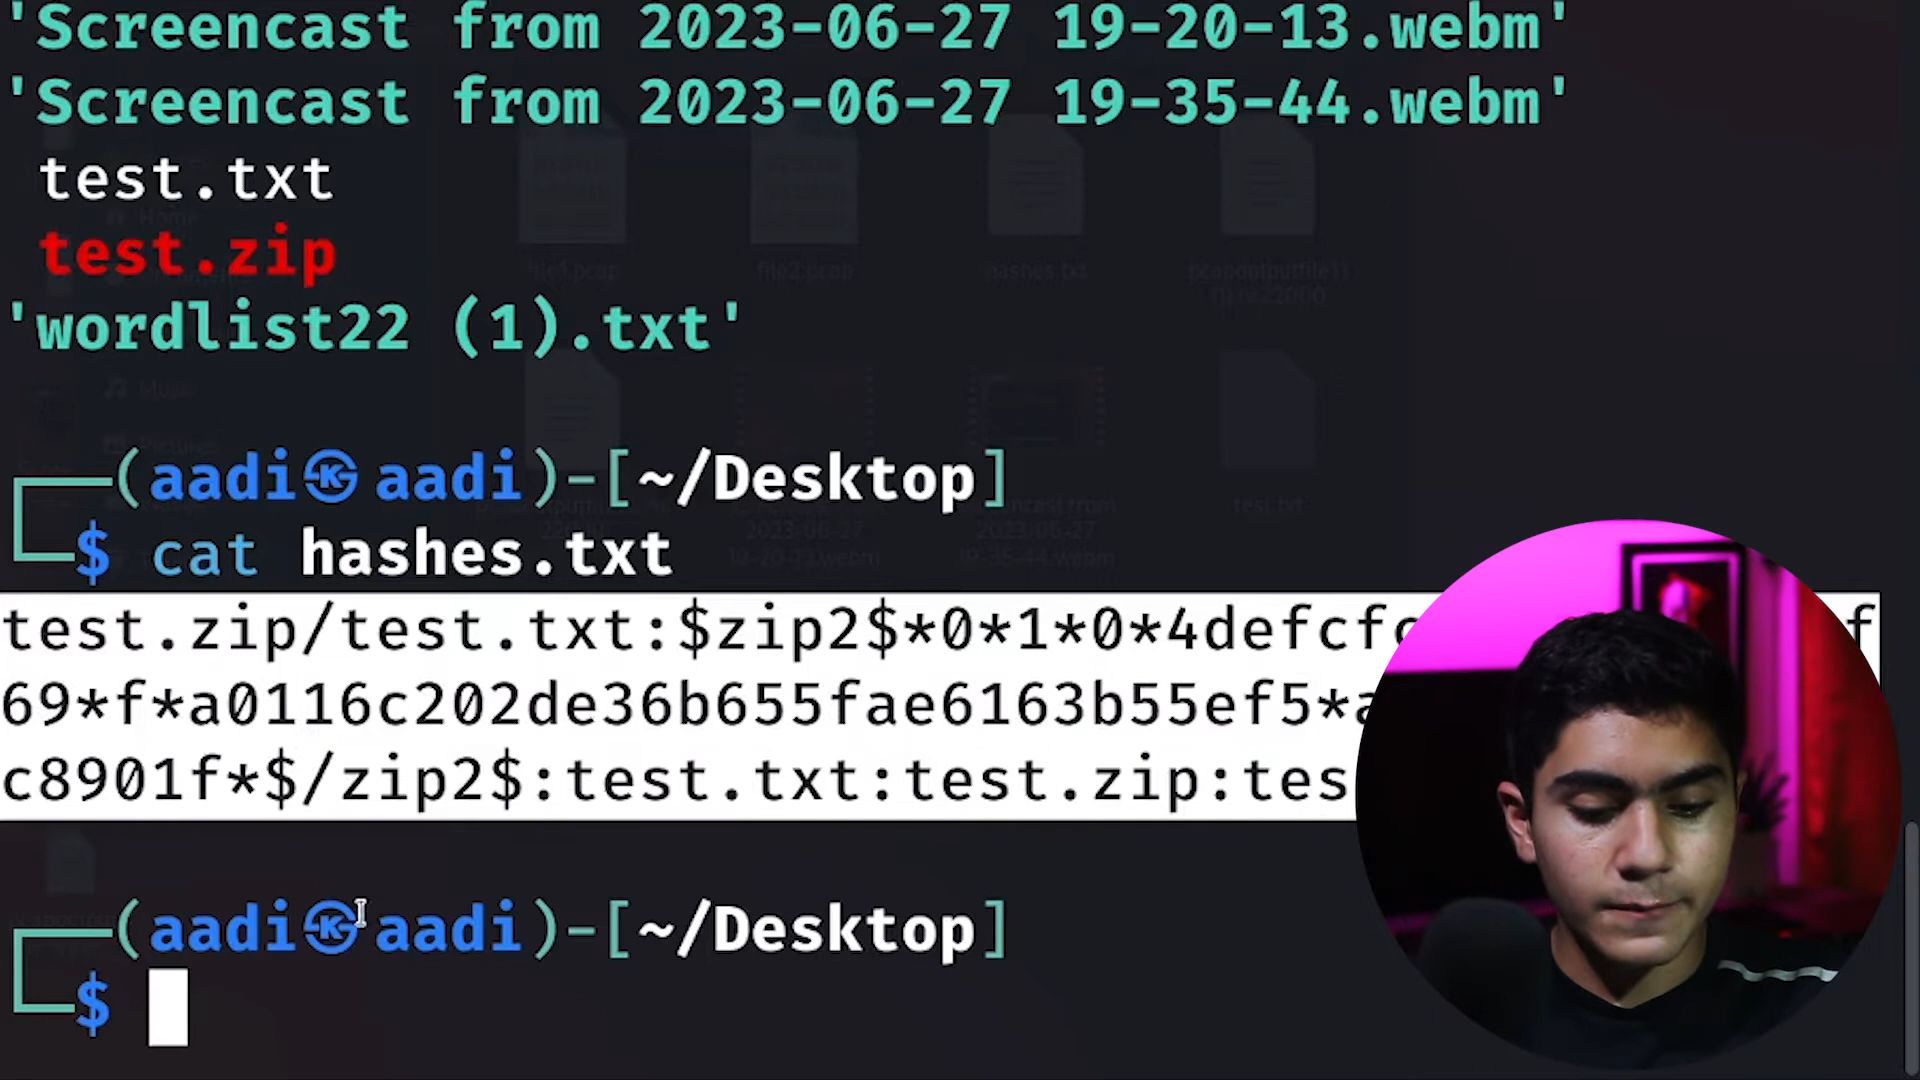 'Screencast from 2023-06-27 19-20-13.webm'
'Screencast from 2023-06-27 19-35-44.webm'
test.txt
test.zip
'wordlist22 (1).txt'
(aadi㉿aadi)-[~/Desktop]
$ cat hashes.txt
test.zip/test.txt:$zip2$*0*1*0*4defcfc f
69*f*a0116c202de36b655fae6163b55ef5*a
c8901f*$/zip2$:test.txt:test.zip:tes
(aadi㉿aadi)-[~/Desktop]
$